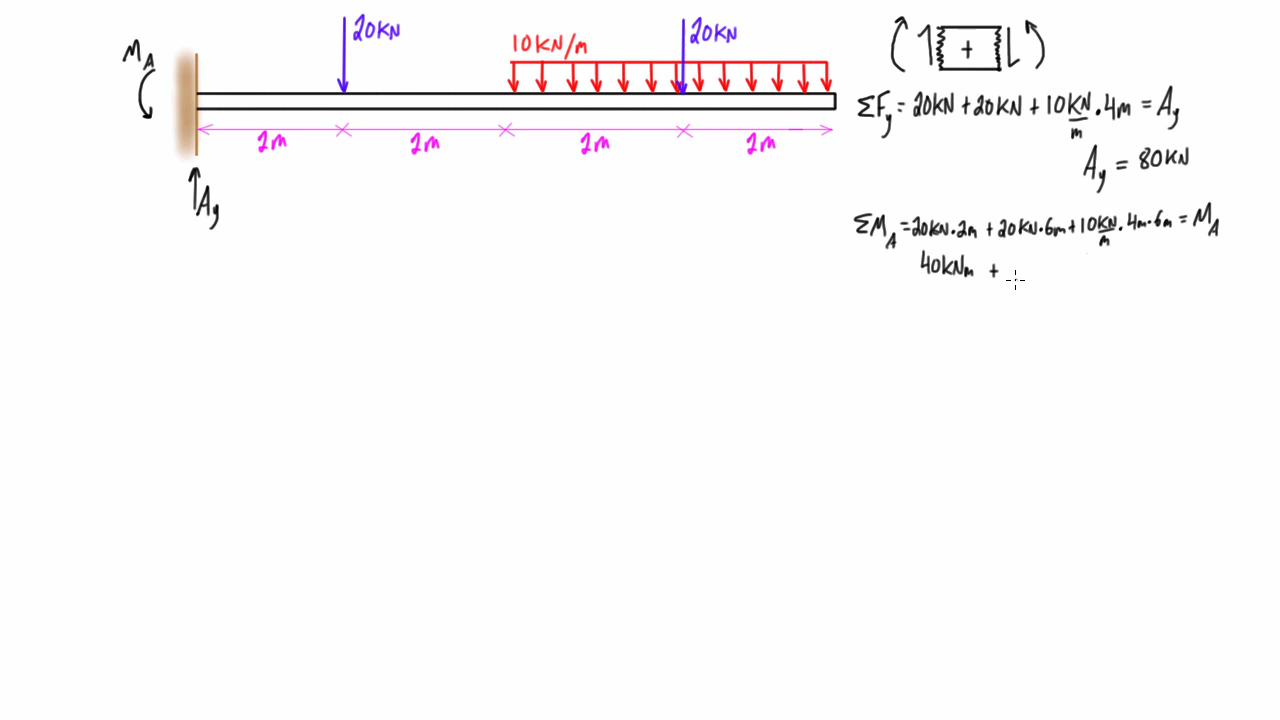 20KN
20KN
10KN/m
M_A
2m
2m
2m
2m
A_y
+
ΣF_y = 20KN + 20KN + 10KN/m · 4m = A_y
A_y = 80KN
ΣM_A = 20KN·2m + 20KN·6m + 10KN/m · 4m·6m = M_A
40KNm +